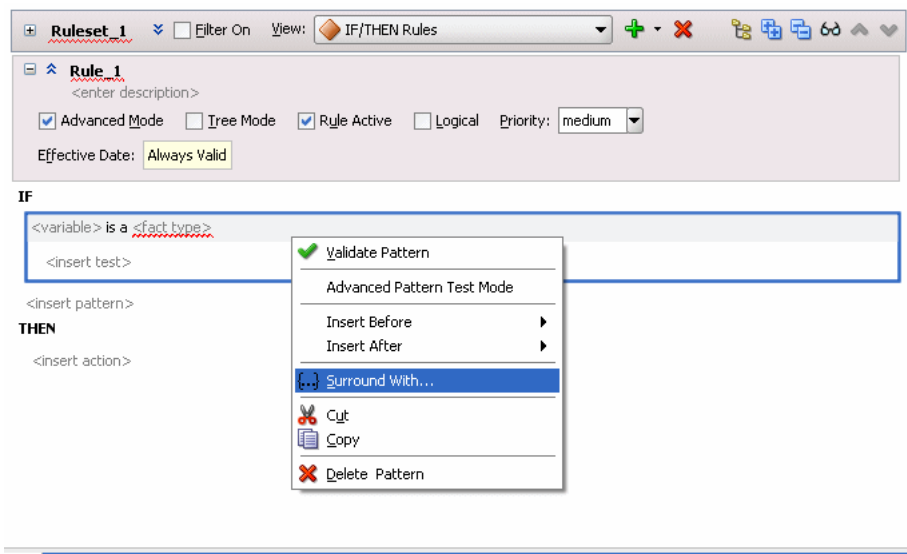 Ruleset_1 Filter On View: IF/THEN Rules
Rule_1
<enter description>
Advanced Mode Tree Mode Rule Active Logical Priority: medium
Effective Date: Always Valid
IF
<variable> is a <fact type>
<insert test>
<insert pattern>
THEN
<insert action>
Validate Pattern
Advanced Pattern Test Mode
Insert Before
Insert After
{...} Surround With...
Cut
Copy
Delete Pattern